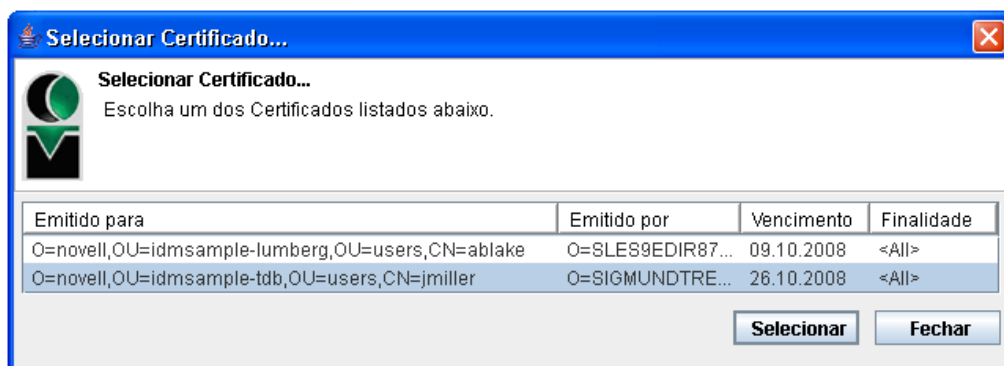 Selecionar Certificado...
Selecionar Certificado...
Escolha um dos Certificados listados abaixo.
Emitido para Emitido por Vencimento Finalidade
O=novell,OU=idmsample-lumberg,OU=users,CN=ablake O=SLES9EDIR87... 09.10.2008 <All>
O=novell,OU=idmsample-tdb,OU=users,CN=jmiller O=SIGMUNDTRE... 26.10.2008 <All>
Selecionar Fechar